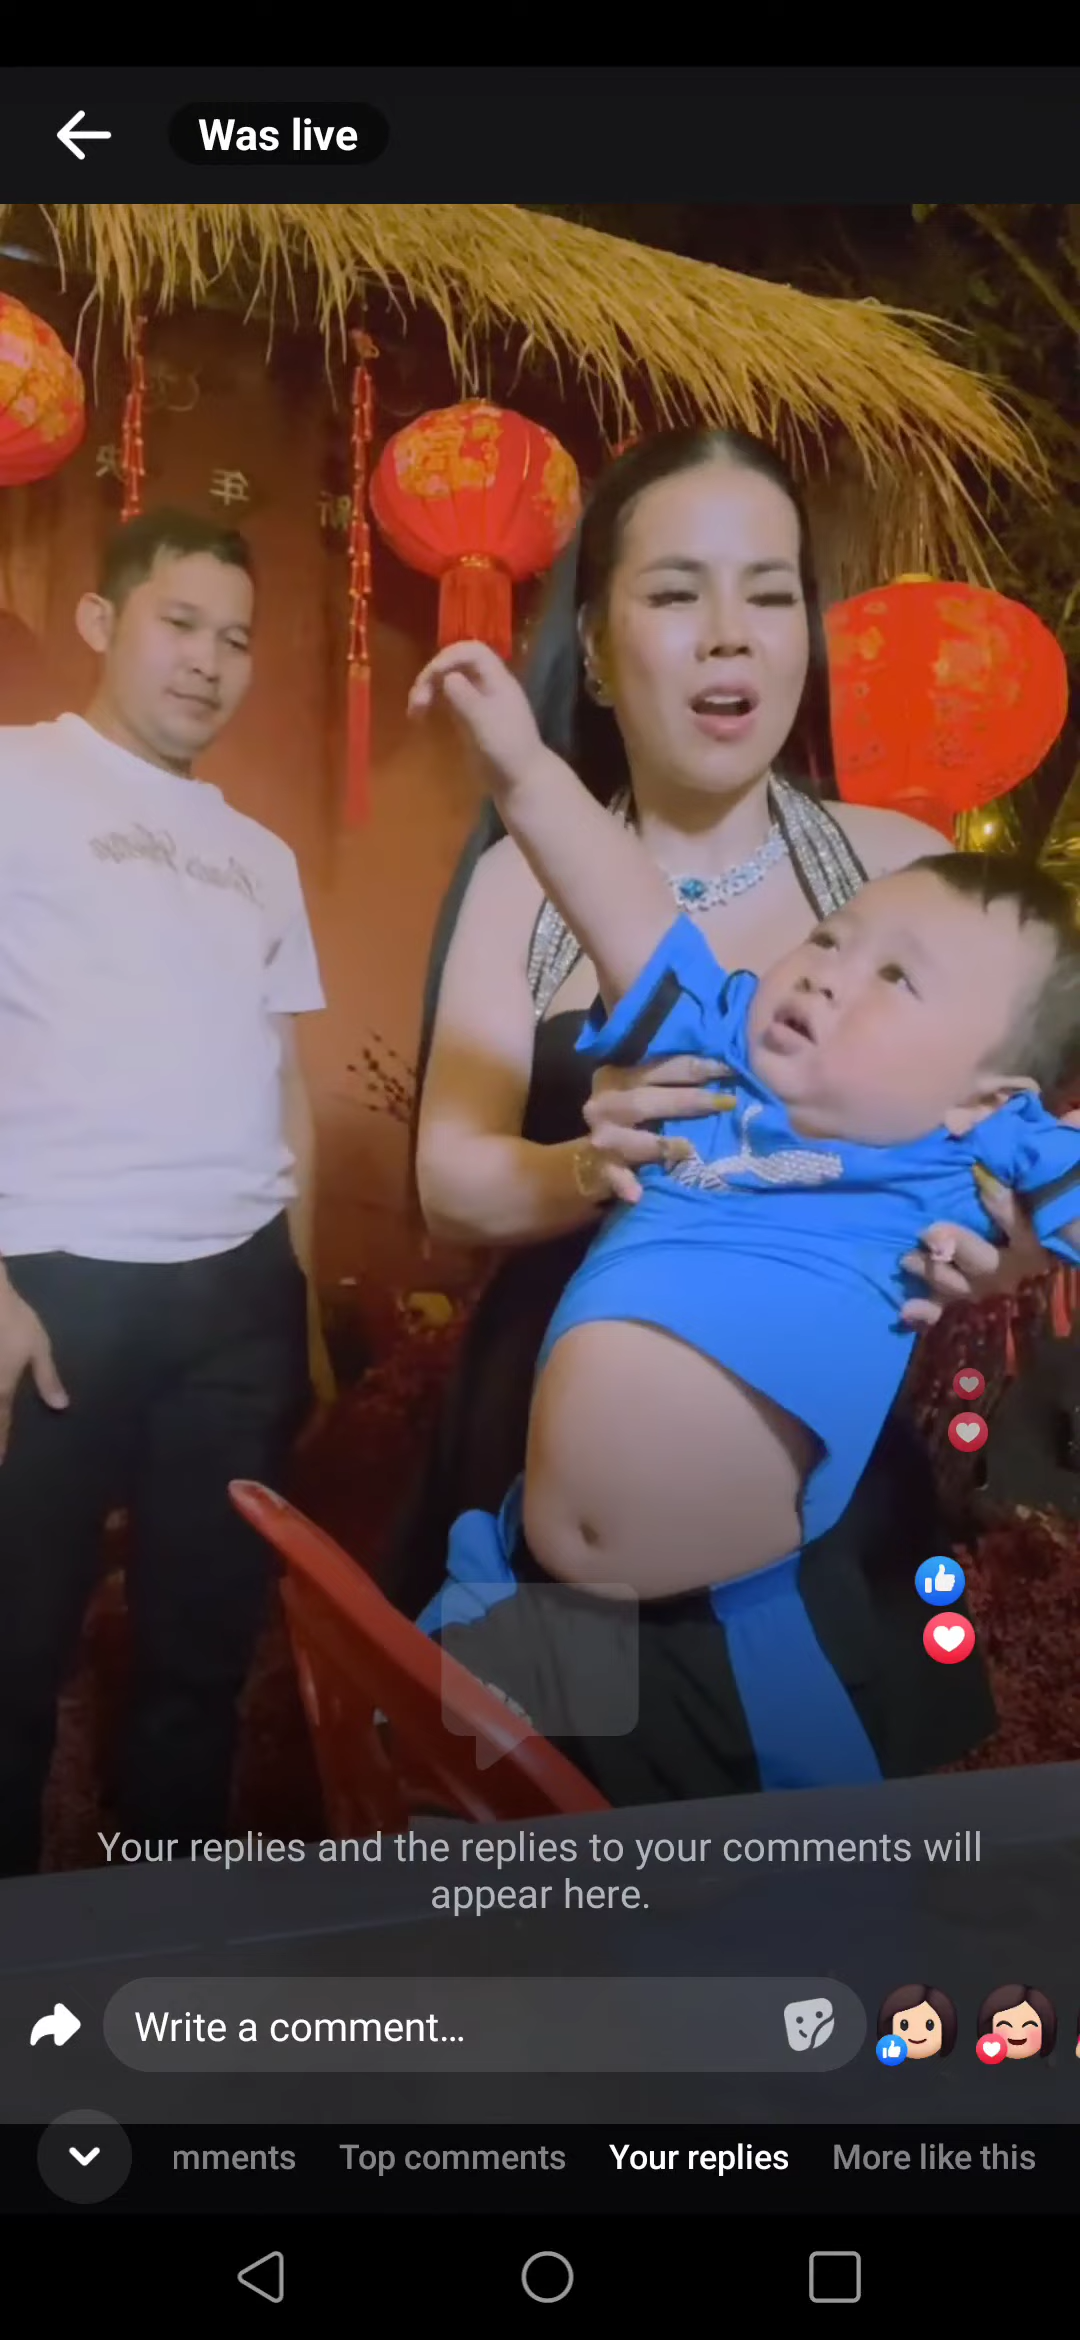 Was live
年
Your replies and the replies to your comments will
appear here.
Write a comment...
mments
Top comments
Your replies
More like this